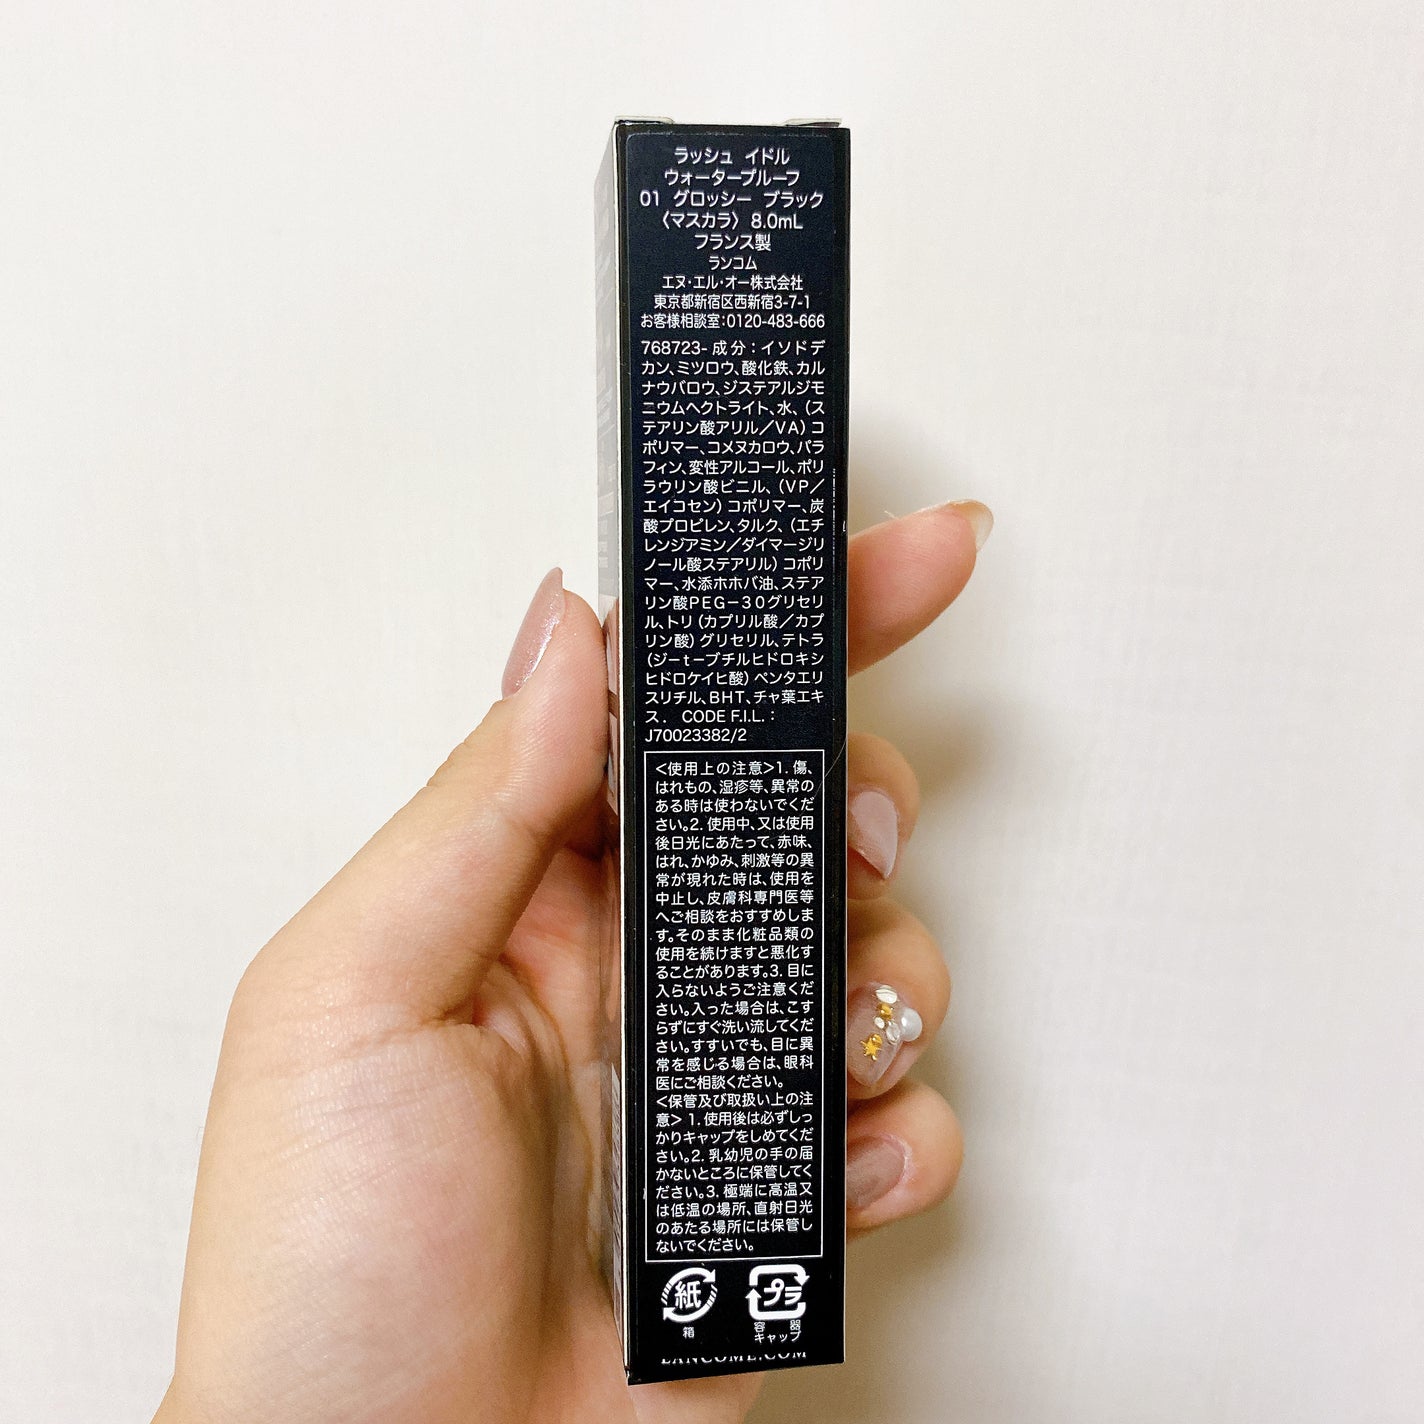 ラッシュ イドル
ウォータープルーフ
01 グロッシー ブラック
〈マスカラ〉 8.0mL
フランス製
ランコム
エヌ・エル・オー株式会社
東京都新宿区西新宿3-7-1
お客様相談室:0120-483-666
768723- 成分：イソドデ
カン、ミツロウ、酸化鉄、カル
ナウバロウ、ジステアルジモ
ニウムヘクトライト、水、（ス
テアリン酸アリル／VA）コ
ポリマー、コメヌカロウ、パラ
フィン、変性アルコール、ポリ
ラウリン酸ビニル、（VP／
エイコセン）コポリマー、炭
酸プロピレン、タルク、（エチ
レンジアミン／ダイマージリ
ノール酸ステアリル）コポリ
マー、水添ホホバ油、ステア
リン酸PEG－30グリセリ
ル、トリ（カプリル酸／カプ
リン酸）グリセリル、テトラ
（ジーtーブチルヒドロキシ
ヒドロケイヒ酸）ペンタエリ
スリチル、BHT、チャ葉エキ
ス． CODE F.I.L.：
J70023382/2
<使用上の注意>1. 傷、
はれもの、湿疹等、異常の
ある時は使わないでくだ
さい。2. 使用中、又は使用
後日光にあたって、赤味、
はれ、かゆみ、刺激等の異
常が現れた時は、使用を
中止し、皮膚科専門医等
へご相談をおすすめしま
す。そのまま化粧品類の
使用を続けますと悪化す
ることがあります。3. 目に
入らないようご注意くだ
さい。入った場合は、こす
らずにすぐ洗い流してくだ
さい。すすいでも、目に異
常を感じる場合は、眼科
医にご相談ください。
<保管及び取扱い上の注
意> 1. 使用後は必ずしっ
かりキャップをしめてくだ
さい。2. 乳幼児の手の届
かないところに保管してく
ださい。3. 極端に高温又
は低温の場所、直射日光
のあたる場所には保管し
ないでください。
紙 プラ
箱 容器
キャップ
LANCOME.COM